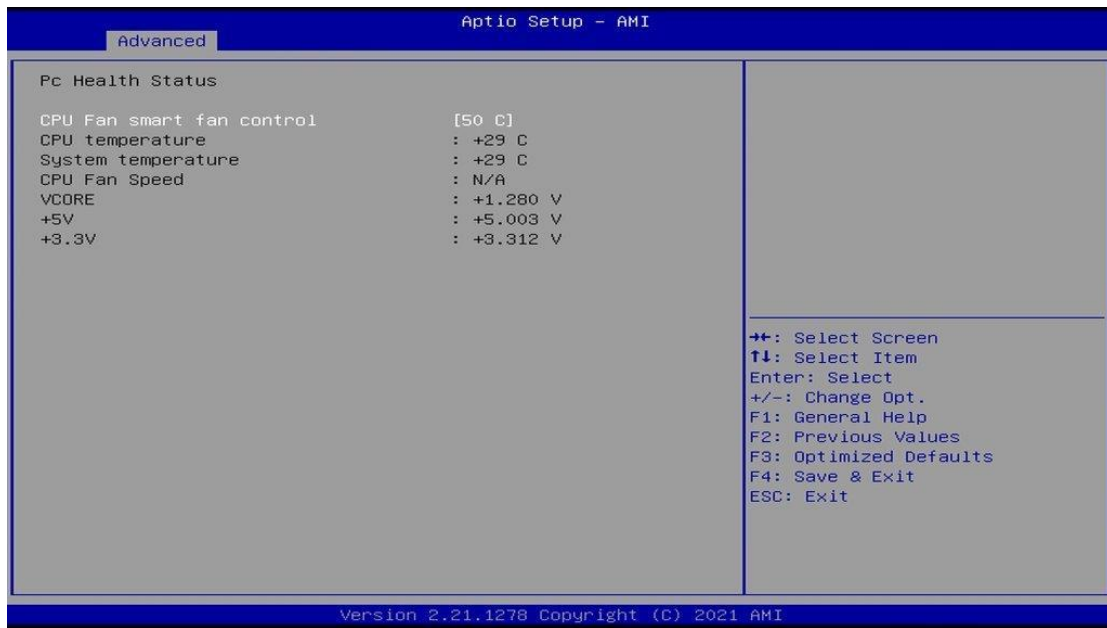 Aptio Setup – AMI
Advanced
Pc Health Status
CPU Fan smart fan control [50 C]
CPU temperature : +29 C
System temperature : +29 C
CPU Fan Speed : N/A
VCORE : +1.280 V
+5V : +5.003 V
+3.3V : +3.312 V
→←: Select Screen
↑↓: Select Item
Enter: Select
+/-: Change Opt.
F1: General Help
F2: Previous Values
F3: Optimized Defaults
F4: Save & Exit
ESC: Exit
Version 2.21.1278 Copyright (C) 2021 AMI